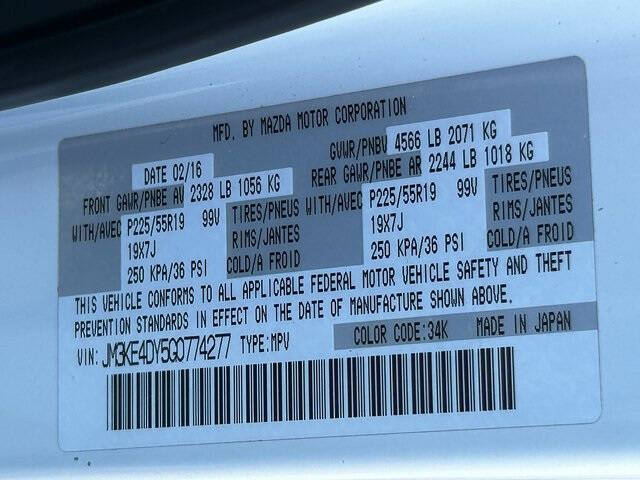 MFD. BY MAZDA MOTOR CORPORATION
DATE 02/16 GVWR/PNBV 4566 LB 2071 KG
FRONT GAWR/PNBE AV 2328 LB 1056 KG REAR GAWR/PNBE AR 2244 LB 1018 KG
WITH/AVEC P225/55R19 99V TIRES/PNEUS WITH/AVEC P225/55R19 99V TIRES/PNEUS
19X7J RIMS/JANTES 19X7J RIMS/JANTES
250 KPA/36 PSI COLD/A FROID 250 KPA/36 PSI COLD/A FROID
THIS VEHICLE CONFORMS TO ALL APPLICABLE FEDERAL MOTOR VEHICLE SAFETY AND THEFT
PREVENTION STANDARDS IN EFFECT ON THE DATE OF MANUFACTURE SHOWN ABOVE.
VIN: JM3KE4DY5G0774277 TYPE:MPV COLOR CODE:34K MADE IN JAPAN